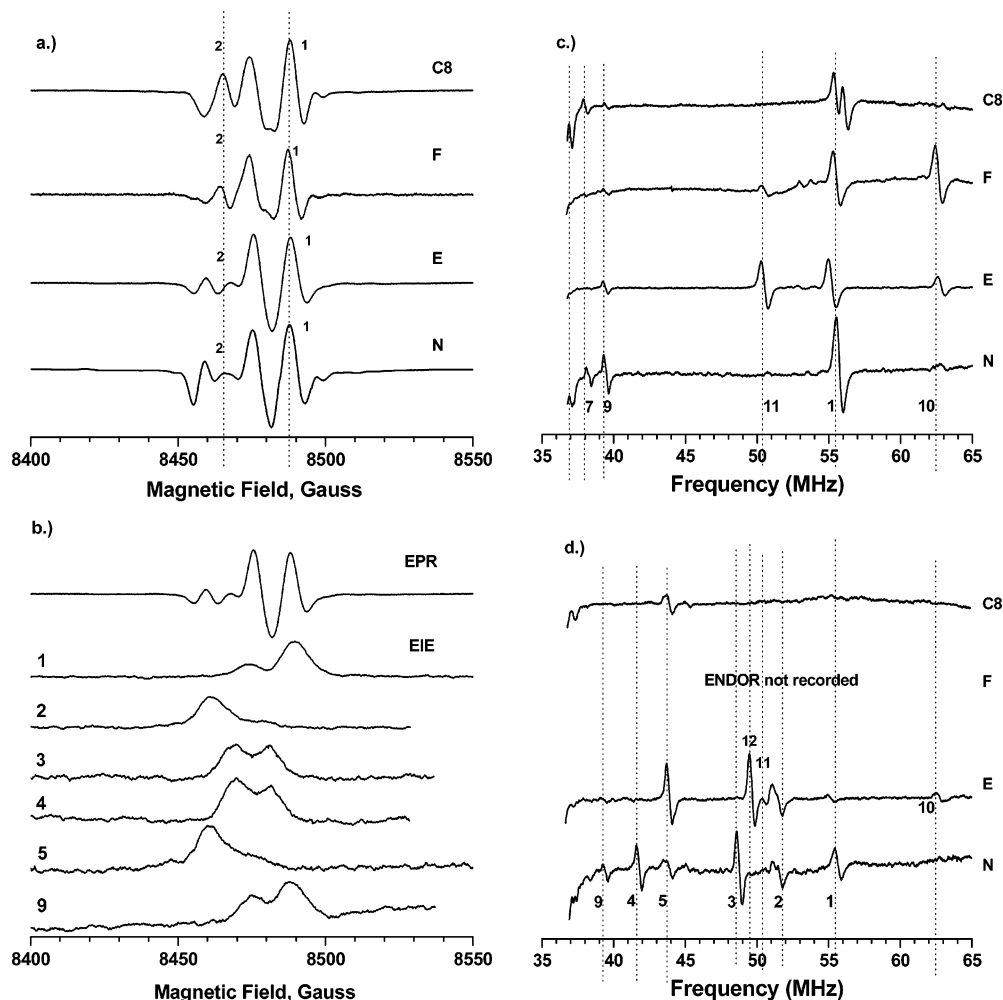 a.)
2
1
C8
2
1
F
2
1
E
2
1
N
8400
8450
8500
8550
Magnetic Field, Gauss
b.)
EPR
EIE
1
2
3
4
5
9
8400
8450
8500
8550
Magnetic Field, Gauss
c.)
C8
F
E
N
7
9
11
1
10
35
40
45
50
55
60
65
Frequency (MHz)
d.)
C8
ENDOR not recorded
F
12
11
E
10
N
9
4
5
3
2
1
35
40
45
50
55
60
65
Frequency (MHz)